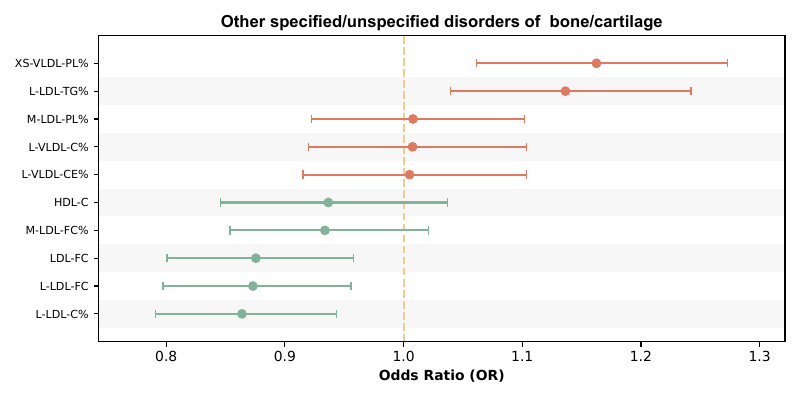 Other specified/unspecified disorders of  bone/cartilage
XS-VLDL-PL%
L-LDL-TG%
M-LDL-PL%
L-VLDL-C%
L-VLDL-CE%
HDL-C
M-LDL-FC%
LDL-FC
L-LDL-FC
L-LDL-C%
0.8 0.9 1.0 1.1 1.2 1.3
Odds Ratio (OR)